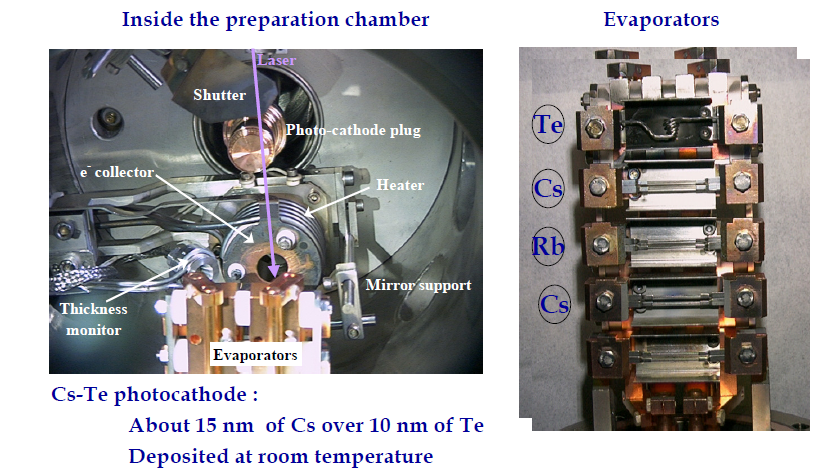 Inside the preparation chamber
Evaporators
Laser
Shutter
Photo-cathode plug
e⁻ collector
Heater
Mirror support
Thickness
monitor
Evaporators
Te
Cs
Rb
Cs
Cs-Te photocathode :
About 15 nm of Cs over 10 nm of Te
Deposited at room temperature